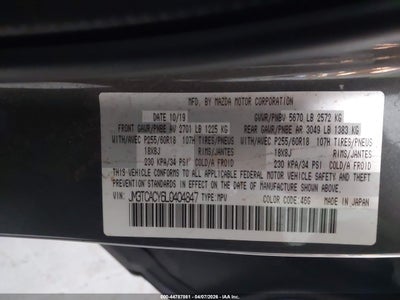 MFD. BY MAZDA MOTOR CORPORATION
DATE: 10/19 GVWR/PNBV 5670 LB 2572 KG
FRONT GAWR/PNBE AV 2701 LB 1225 KG REAR GAWR/PNBE AR 3049 LB 1383 KG
WITH/AVEC P255/60R18 107H TIRES/PNEUS WITH/AVEC P255/60R18 107H TIRES/PNEUS
18X8J RIMS/JANTES 18X8J RIMS/JANTES
230 KPA/34 PSI COLD/A FROID 230 KPA/34 PSI COLD/A FROID
THIS VEHICLE CONFORMS TO ALL APPLICABLE FEDERAL MOTOR VEHICLE
SAFETY AND THEFT PREVENTION STANDARDS IN EFFECT ON THE DATE OF MANUFACTURE SHOWN ABOVE.
VIN: JM3TCACY6L0404847 TYPE:MPV COLOR CODE:46G MADE IN JAPAN
000-44787861 - 04/07/2026 - IAA Inc.